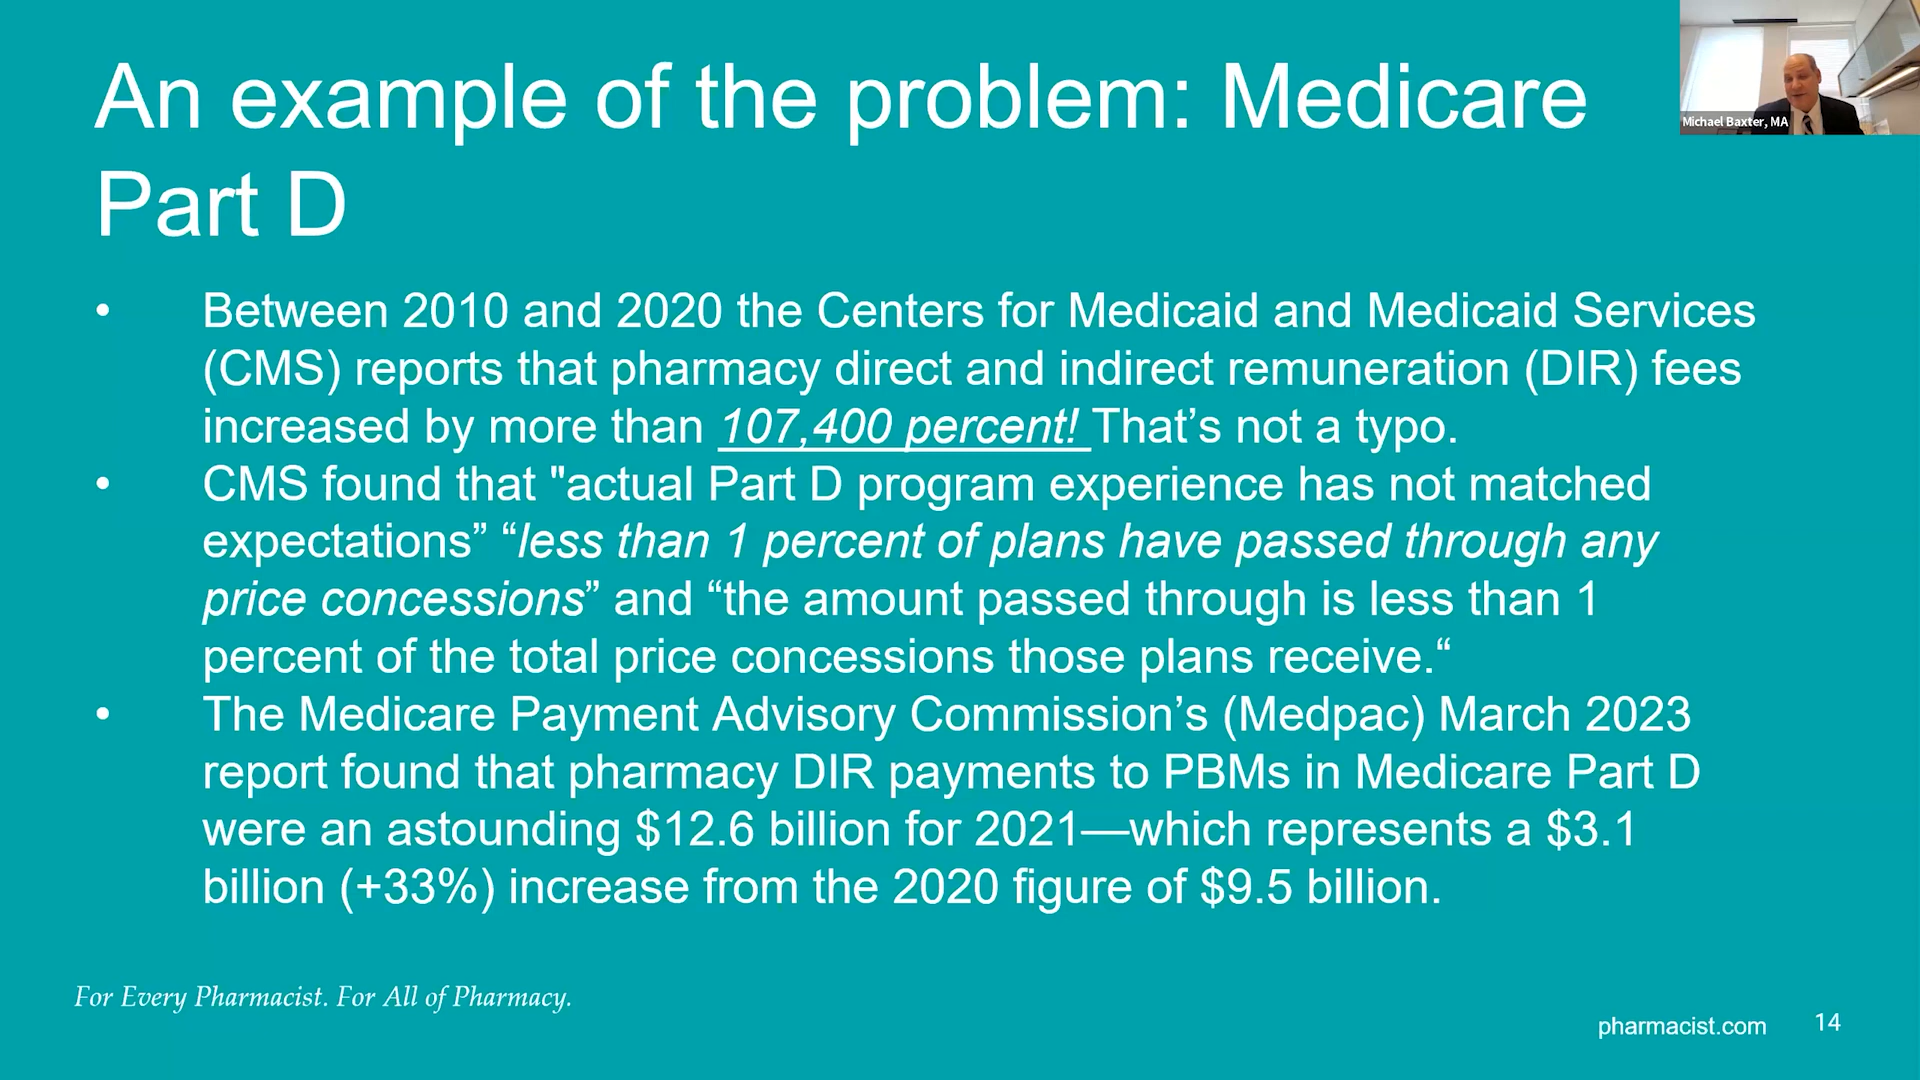 An example of the problem: Medicare
Part D
Michael Baxter, MA
• Between 2010 and 2020 the Centers for Medicaid and Medicaid Services
(CMS) reports that pharmacy direct and indirect remuneration (DIR) fees
increased by more than 107,400 percent! That’s not a typo.
• CMS found that "actual Part D program experience has not matched
expectations” “less than 1 percent of plans have passed through any
price concessions” and “the amount passed through is less than 1
percent of the total price concessions those plans receive.“
• The Medicare Payment Advisory Commission’s (Medpac) March 2023
report found that pharmacy DIR payments to PBMs in Medicare Part D
were an astounding $12.6 billion for 2021—which represents a $3.1
billion (+33%) increase from the 2020 figure of $9.5 billion.
For Every Pharmacist. For All of Pharmacy.
pharmacist.com 14